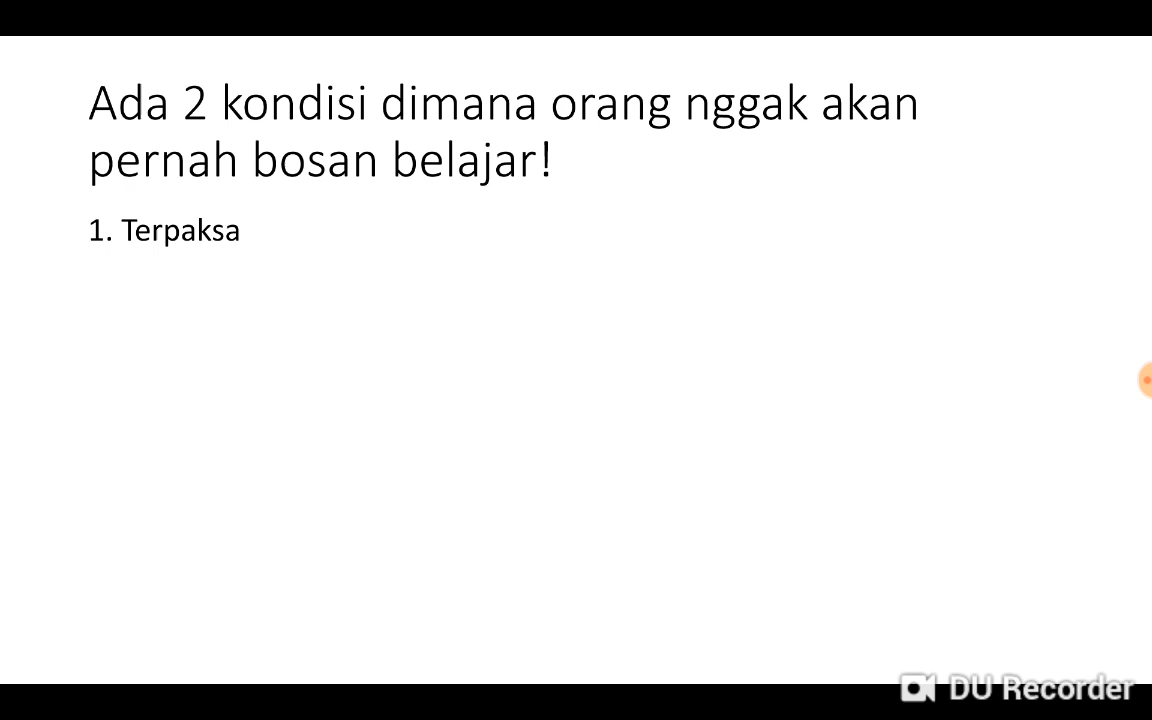 Ada 2 kondisi dimana orang nggak akan
pernah bosan belajar!
1. Terpaksa
DU Recorder